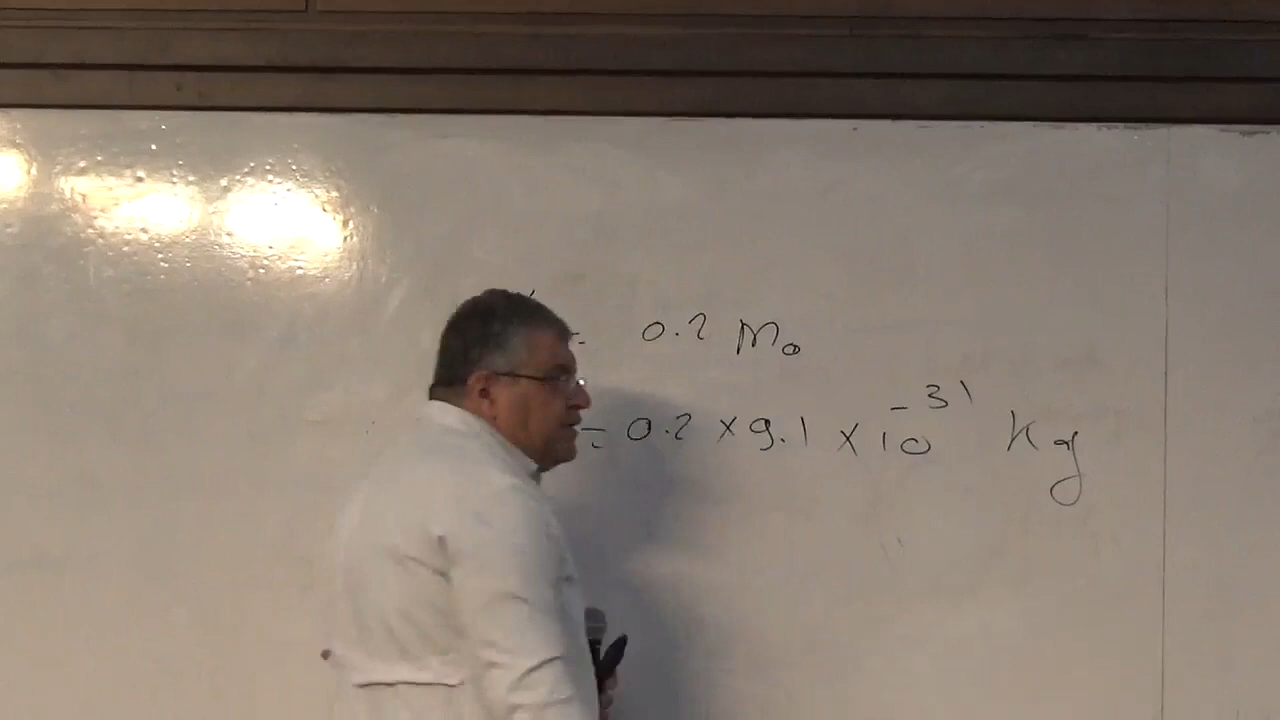 = 0.2 m₀
= 0.2 × 9.1 × 10⁻³¹ Kg